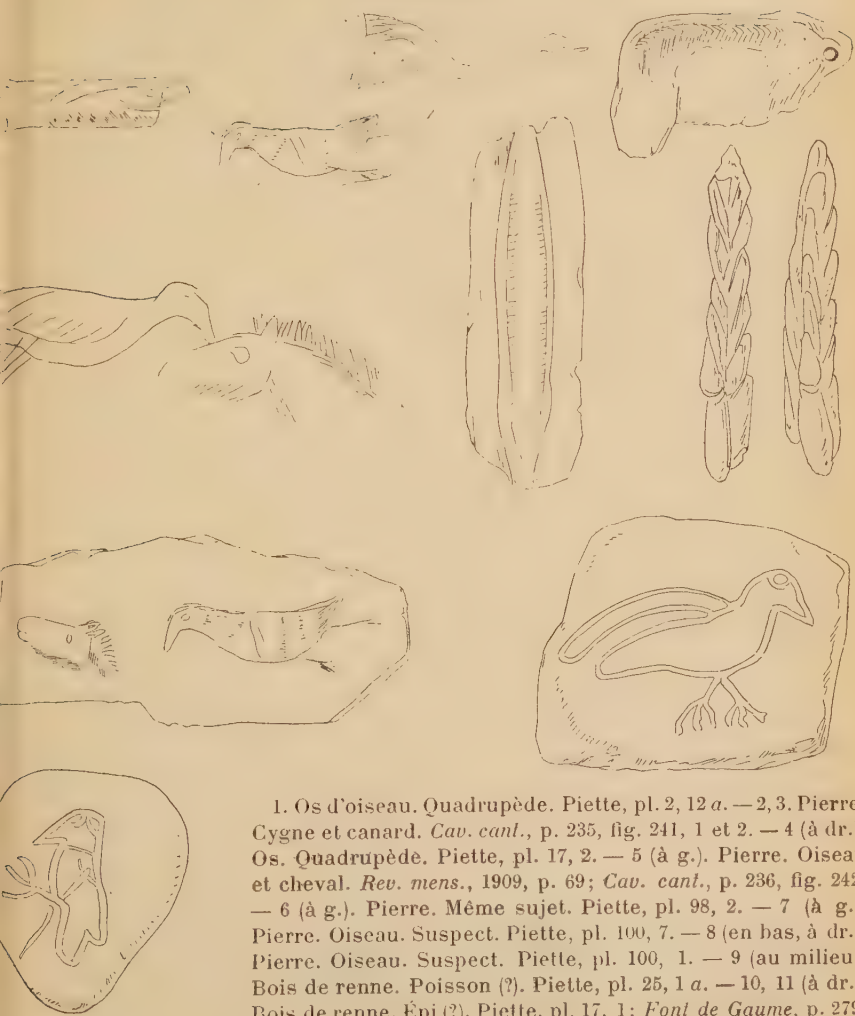 1. Os d'oiseau. Quadrupède. Piette, pl. 2, 12 a. — 2, 3. Pierre
Cygne et canard. Cav. cant., p. 235, fig. 241, 1 et 2. — 4 (à dr.
Os. Quadrupède. Piette, pl. 17, 2. — 5 (à g.). Pierre. Oisea
et cheval. Rev. mens., 1909, p. 69; Cav. cant., p. 236, fig. 242
— 6 (à g.). Pierre. Même sujet. Piette, pl. 98, 2. — 7 (à g.
Pierre. Oiseau. Suspect. Piette, pl. 100, 7. — 8 (en bas, à dr.
Pierre. Oiseau. Suspect. Piette, pl. 100, 1. — 9 (au milieu
Bois de renne. Poisson (?). Piette, pl. 25, 1 a. — 10, 11 (à dr.
Bois de renne. Épi (?). Piette, pl. 17, 1; Font de Gaume, p. 279